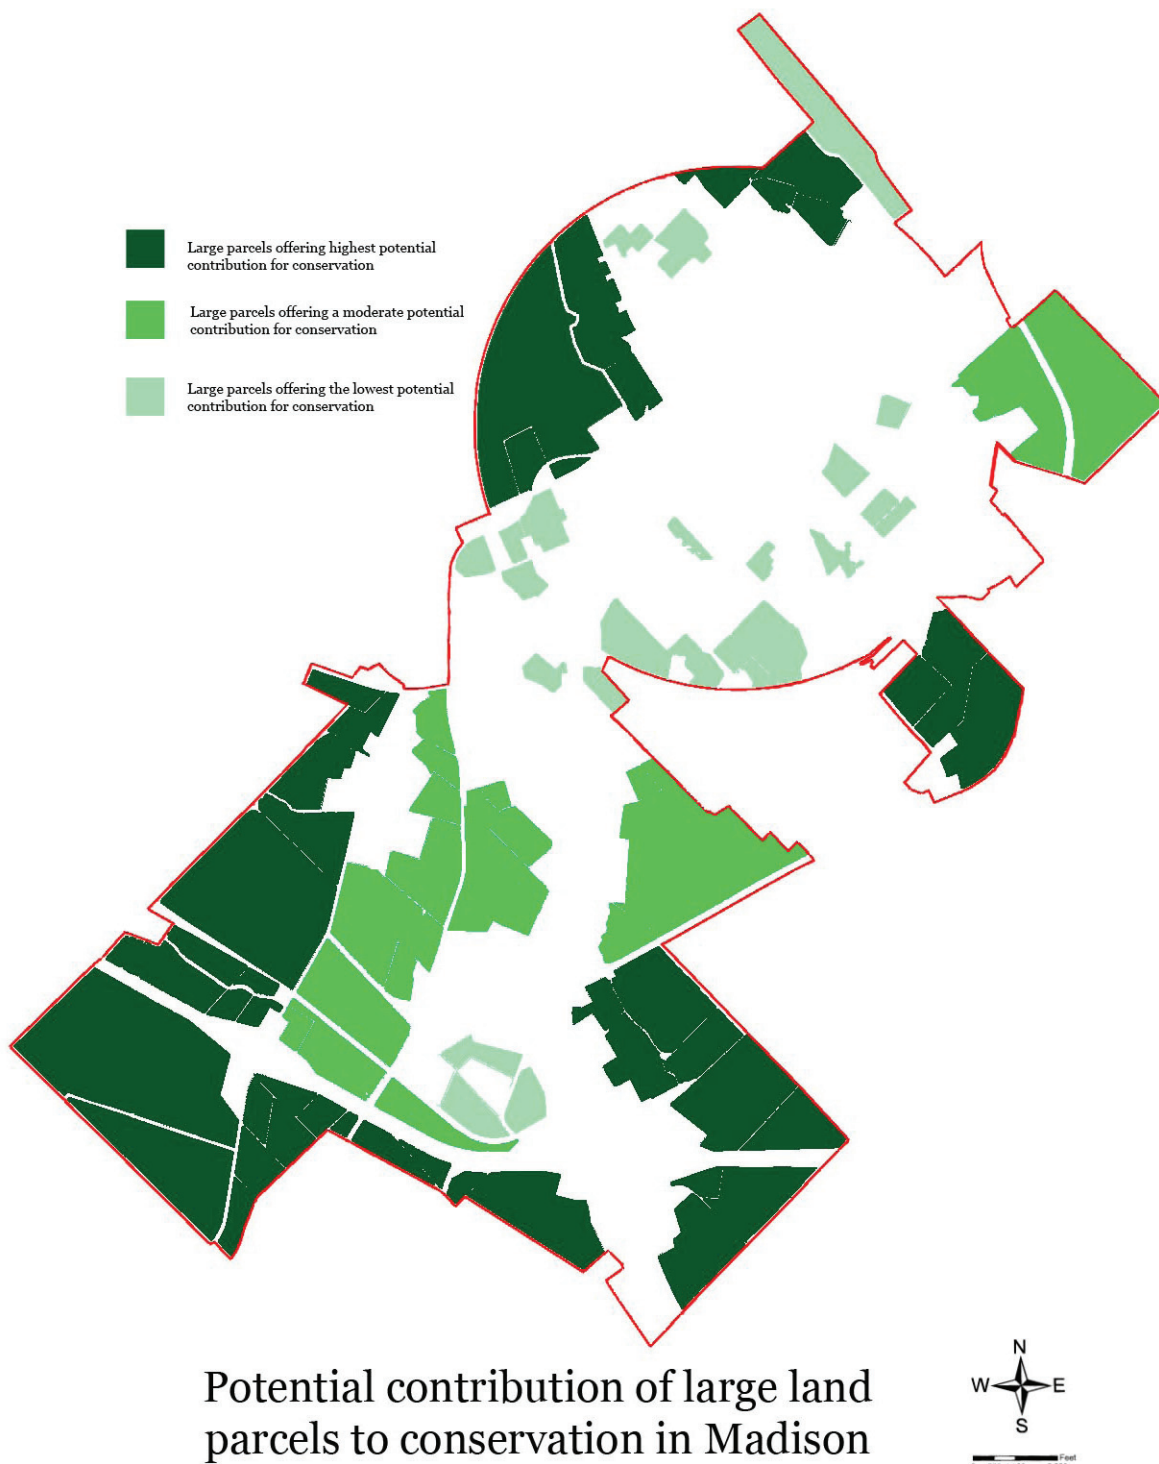 Large parcels offering highest potential
contribution for conservation
Large parcels offering a moderate potential
contribution for conservation
Large parcels offering the lowest potential
contribution for conservation
Potential contribution of large land
parcels to conservation in Madison
N
W E
S
Feet